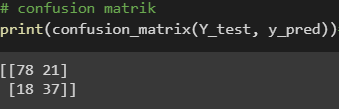 # confusion matrik
print(confusion_matrix(Y_test, y_pred))
[[78 21]
 [18 37]]